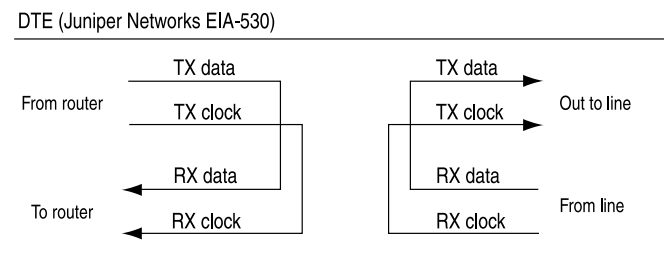 DTE (Juniper Networks EIA-530)
TX data
TX data
From router
Out to line
TX clock
TX clock
RX data
RX data
To router
From line
RX clock
RX clock